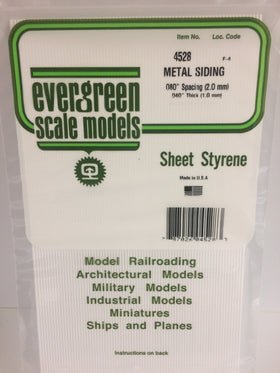 Item No. Loc. Code
4528 F-4
METAL SIDING
.080" Spacing (2.0 mm)
.040" Thick (1.0 mm)
evergreen
scale models
Sheet Styrene
Made in U.S.A
Model Railroading
Architectural Models
Military Models
Industrial Models
Miniatures
Ships and Planes
Instructions on back